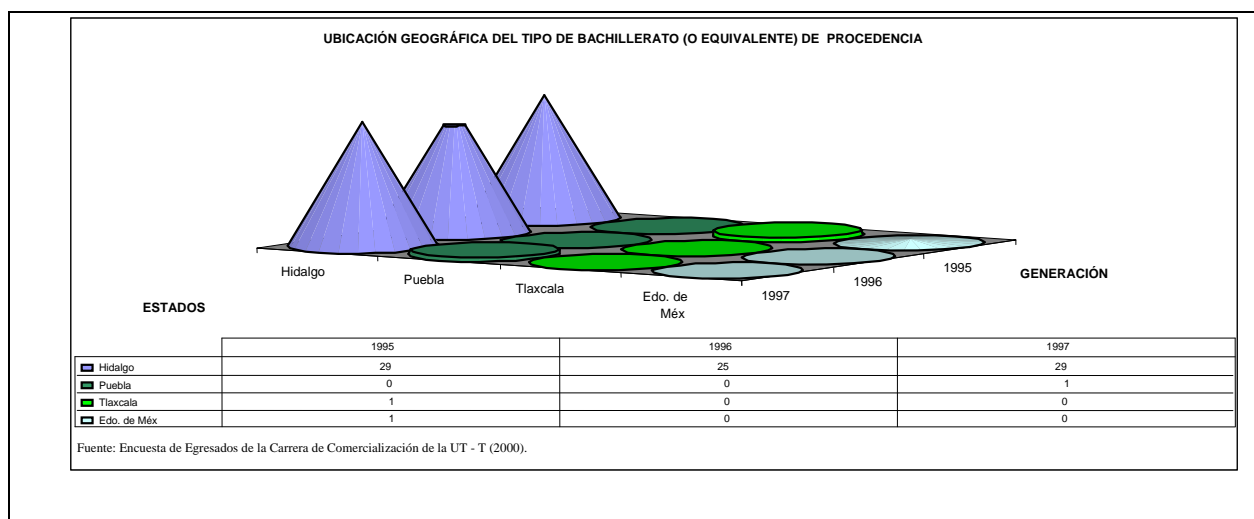 UBICACIÓN GEOGRÁFICA DEL TIPO DE BACHILLERATO (O EQUIVALENTE) DE PROCEDENCIA
Hidalgo
Puebla
Tlaxcala
Edo. de
Méx
1997
1996
1995
GENERACIÓN
ESTADOS
1995 1996 1997
Hidalgo 29 25 29
Puebla 0 0 1
Tlaxcala 1 0 0
Edo. de Méx 1 0 0
Fuente: Encuesta de Egresados de la Carrera de Comercialización de la UT - T (2000).